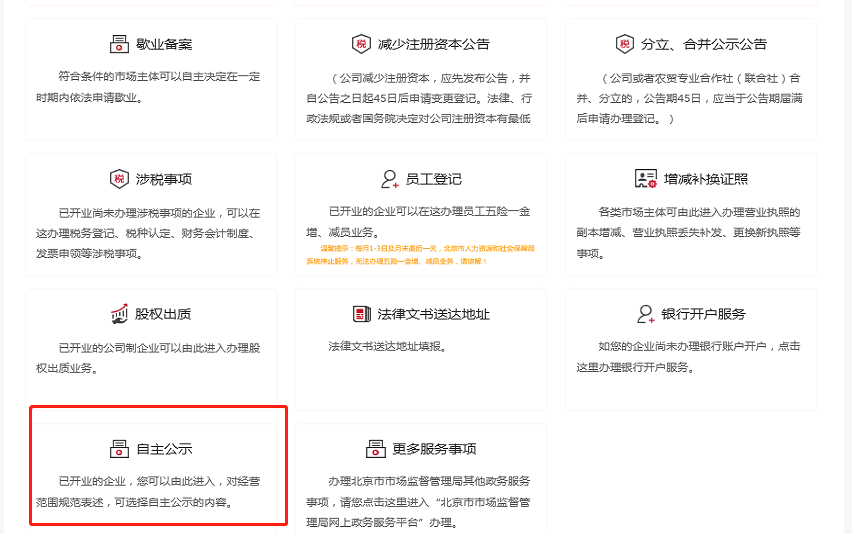 歇业备案
符合条件的市场主体可以自主决定在一定
时期内依法申请歇业。
减少注册资本公告
（公司减少注册资本，应先发布公告，并
自公告之日起45日后申请变更登记。法律、行
政法规或者国务院决定对公司注册资本有最低
税
分立、合并公示公告
（公司或者农资专业合作社（联合社）合
并、分立的，公告期45日，应当于公告期届满
后申请办理登记。）
税
涉税事项
已开业尚未办理涉税事项的企业，可以在
这办理税务登记、税种认定、财务会计制度、
发票申领等涉税事项。
税
员工登记
已开业的企业可以在这办理员工五险一金
增、减员业务。
温馨提示：每月1-3日及月末最后一天，北京市人力资源和社会保障局
系统停止服务，无法办理五险一金增、减员业务，请谅解！
增减补换证照
各类市场主体可由此进入办理营业执照的
副本增减、营业执照丢失补发、更换新执照等
事项。
股权出质
已开业的公司制企业可以由此进入办理股
权出质业务。
法律文书送达地址
法律文书送达地址填报。
银行开户服务
如您的企业尚未办理银行账户开户，点击
这里办理银行开户服务。
自主公示
已开业的企业，您可以由此进入，对经营
范围规范表述，可选择自主公示的内容。
更多服务事项
办理北京市市场监督管理局其他政务服务
事项，请您点击这里进入“北京市市场监督管
理局网上政务服务平台”办理。